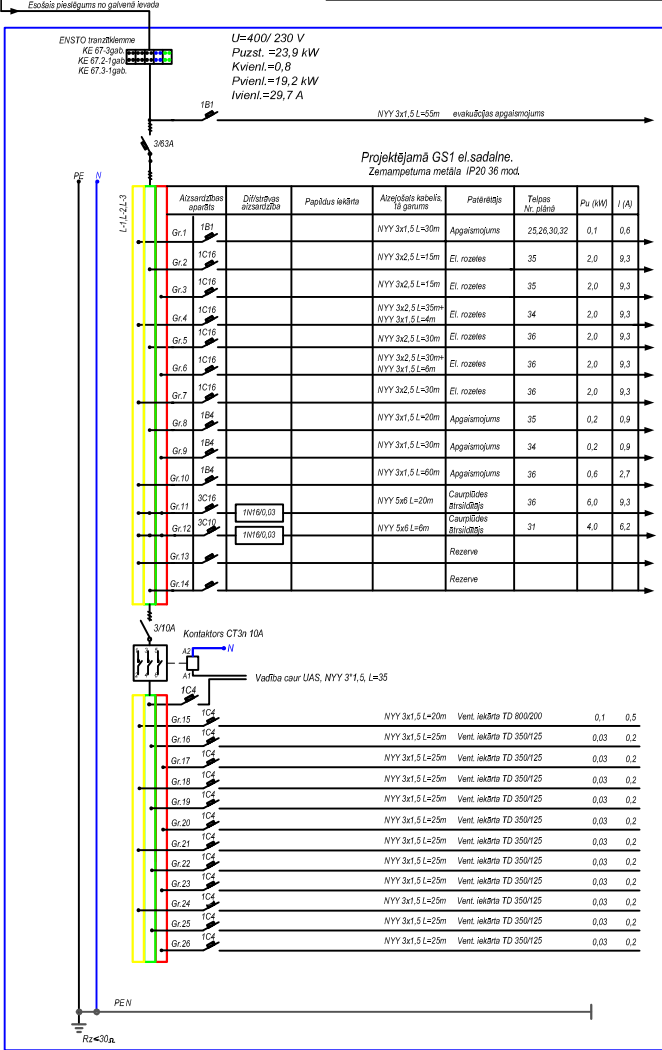 Esošais pieslēgums no galvenā ievada
ENSTO tranzītklemme
KE 67-3gab.
KE 67.2-1gab
KE 67.3-1gab.
U=400/ 230 V
Puzst. =23,9 kW
Kvienl.=0,8
Pvienl.=19,2 kW
Ivienl.=29,7 A
1B1 NYY 3x1,5 L=55m evakuācijas apgaismojums
3/63A
Projektējamā GS1 el.sadalne.
Zemapmetuma metāla IP20 36 mod.
PE N
L-1,L-2,L-3
Aizsardzības aparāts Dif/strāvas aizsardzība Papildus iekārta Aizejošais kabelis, tā garums Patērētājs Telpas Nr. plānā Pu (kW) I (A)
Gr.1 1B1 NYY 3x1,5 L=30m Apgaismojums 25,26,30,32 0,1 0,6
Gr.2 1C16 NYY 3x2,5 L=15m El. rozetes 35 2,0 9,3
Gr.3 1C16 NYY 3x2,5 L=15m El. rozetes 35 2,0 9,3
Gr.4 1C16 NYY 3x2,5 L=35m+ NYY 3x1,5 L=4m El. rozetes 34 2,0 9,3
Gr.5 1C16 NYY 3x2,5 L=30m El. rozetes 36 2,0 9,3
Gr.6 1C16 NYY 3x2,5 L=30m+ NYY 3x1,5 L=6m El. rozetes 36 2,0 9,3
Gr.7 1C16 NYY 3x2,5 L=30m El. rozetes 36 2,0 9,3
Gr.8 1B4 NYY 3x1,5 L=20m Apgaismojums 35 0,2 0,9
Gr.9 1B4 NYY 3x1,5 L=30m Apgaismojums 34 0,2 0,9
Gr.10 1B4 NYY 3x1,5 L=60m Apgaismojums 36 0,6 2,7
Gr.11 3C16 1N16/0,03 NYY 5x6 L=20m Caurplūdes ātrsildītājs 36 6,0 9,3
Gr.12 3C10 1N16/0,03 NYY 5x6 L=6m Caurplūdes ātrsildītājs 31 4,0 6,2
Gr.13 Rezerve
Gr.14 Rezerve
3/10A
Kontaktors CT3n 10A
A2 N
A1 Vadība caur UAS, NYY 3*1,5, L=35
1C4
Gr.15 1C4 NYY 3x1,5 L=20m Vent. iekārta TD 800/200 0,1 0,5
Gr.16 1C4 NYY 3x1,5 L=25m Vent. iekārta TD 350/125 0,03 0,2
Gr.17 1C4 NYY 3x1,5 L=25m Vent. iekārta TD 350/125 0,03 0,2
Gr.18 1C4 NYY 3x1,5 L=25m Vent. iekārta TD 350/125 0,03 0,2
Gr.19 1C4 NYY 3x1,5 L=25m Vent. iekārta TD 350/125 0,03 0,2
Gr.20 1C4 NYY 3x1,5 L=25m Vent. iekārta TD 350/125 0,03 0,2
Gr.21 1C4 NYY 3x1,5 L=25m Vent. iekārta TD 350/125 0,03 0,2
Gr.22 1C4 NYY 3x1,5 L=25m Vent. iekārta TD 350/125 0,03 0,2
Gr.23 1C4 NYY 3x1,5 L=25m Vent. iekārta TD 350/125 0,03 0,2
Gr.24 1C4 NYY 3x1,5 L=25m Vent. iekārta TD 350/125 0,03 0,2
Gr.25 1C4 NYY 3x1,5 L=25m Vent. iekārta TD 350/125 0,03 0,2
Gr.26 1C4 NYY 3x1,5 L=25m Vent. iekārta TD 350/125 0,03 0,2
PE N
Rz≤30Ω